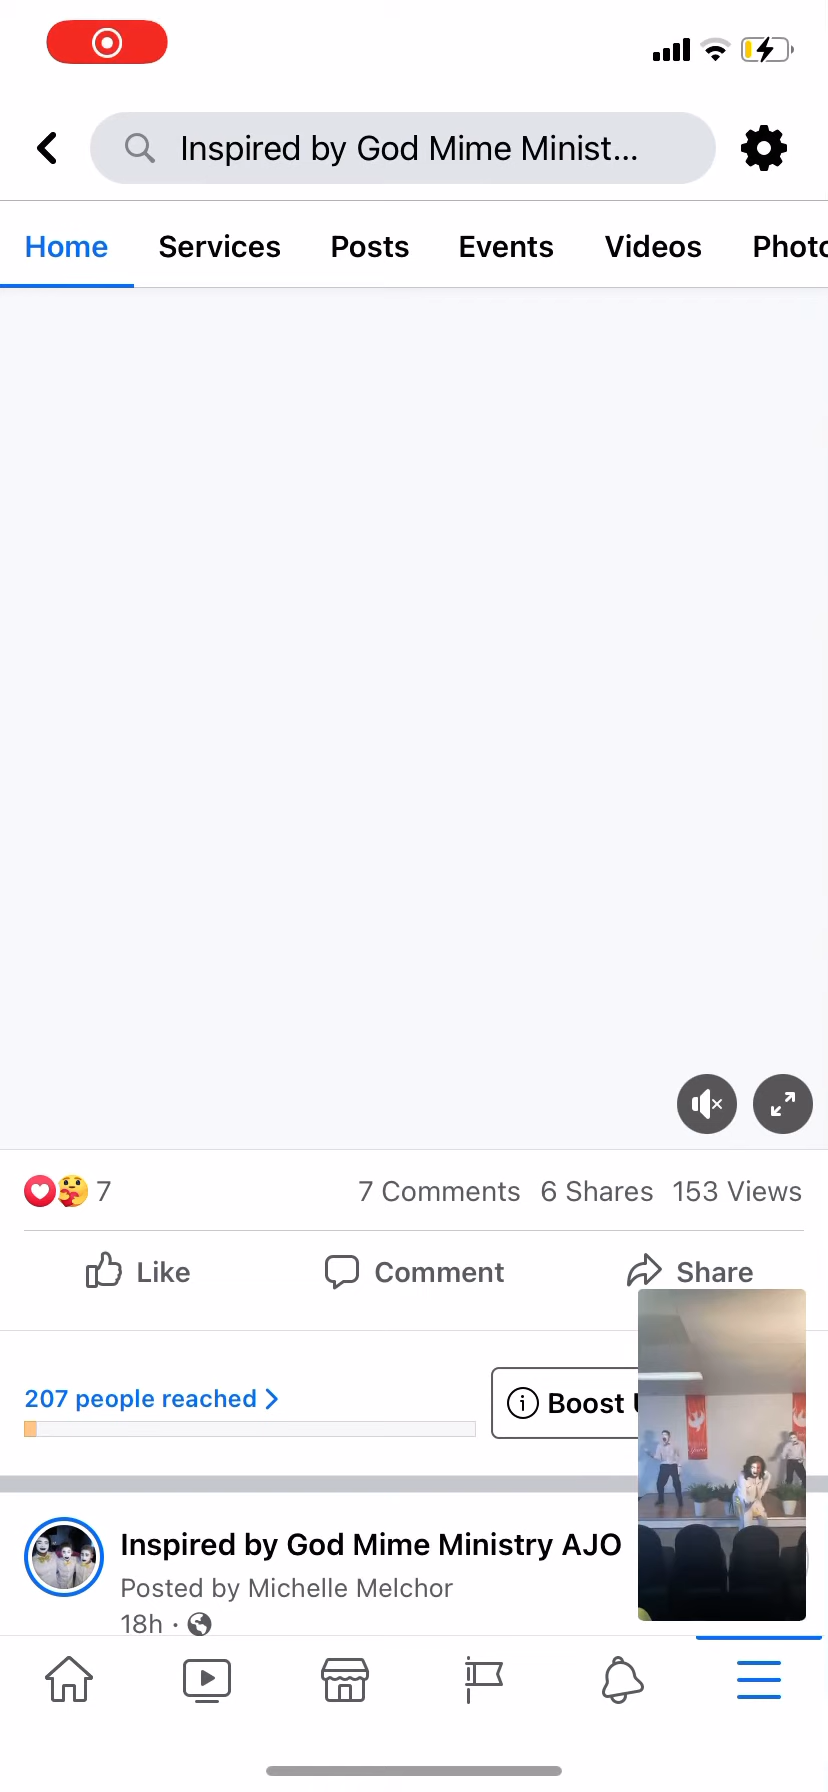 Inspired by God Mime Minist...
Home Services Posts Events Videos Photo
7 7 Comments 6 Shares 153 Views
Like Comment Share
207 people reached
Boost
Inspired by God Mime Ministry AJO
Posted by Michelle Melchor
18h ·